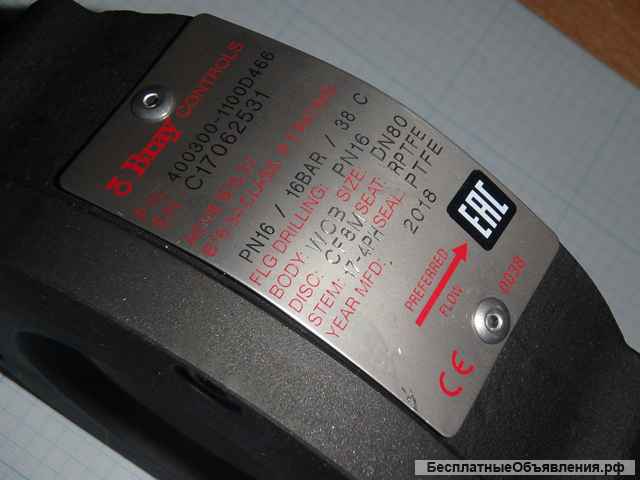 Bray CONTROLS
P/N: 400300-1100D466
S/N: C17062531
PN16 / 16BAR / 38 C
FLG DRILLING: PN16
BODY: WCB SIZE: DN80
DISC: CF8M SEAT: RPTFE
STEM: 17-4PH SEAL: PTFE
YEAR MFD: 2018
EAC
PREFERRED
FLOW
0038
CE
БесплатныеОбъявления.рф